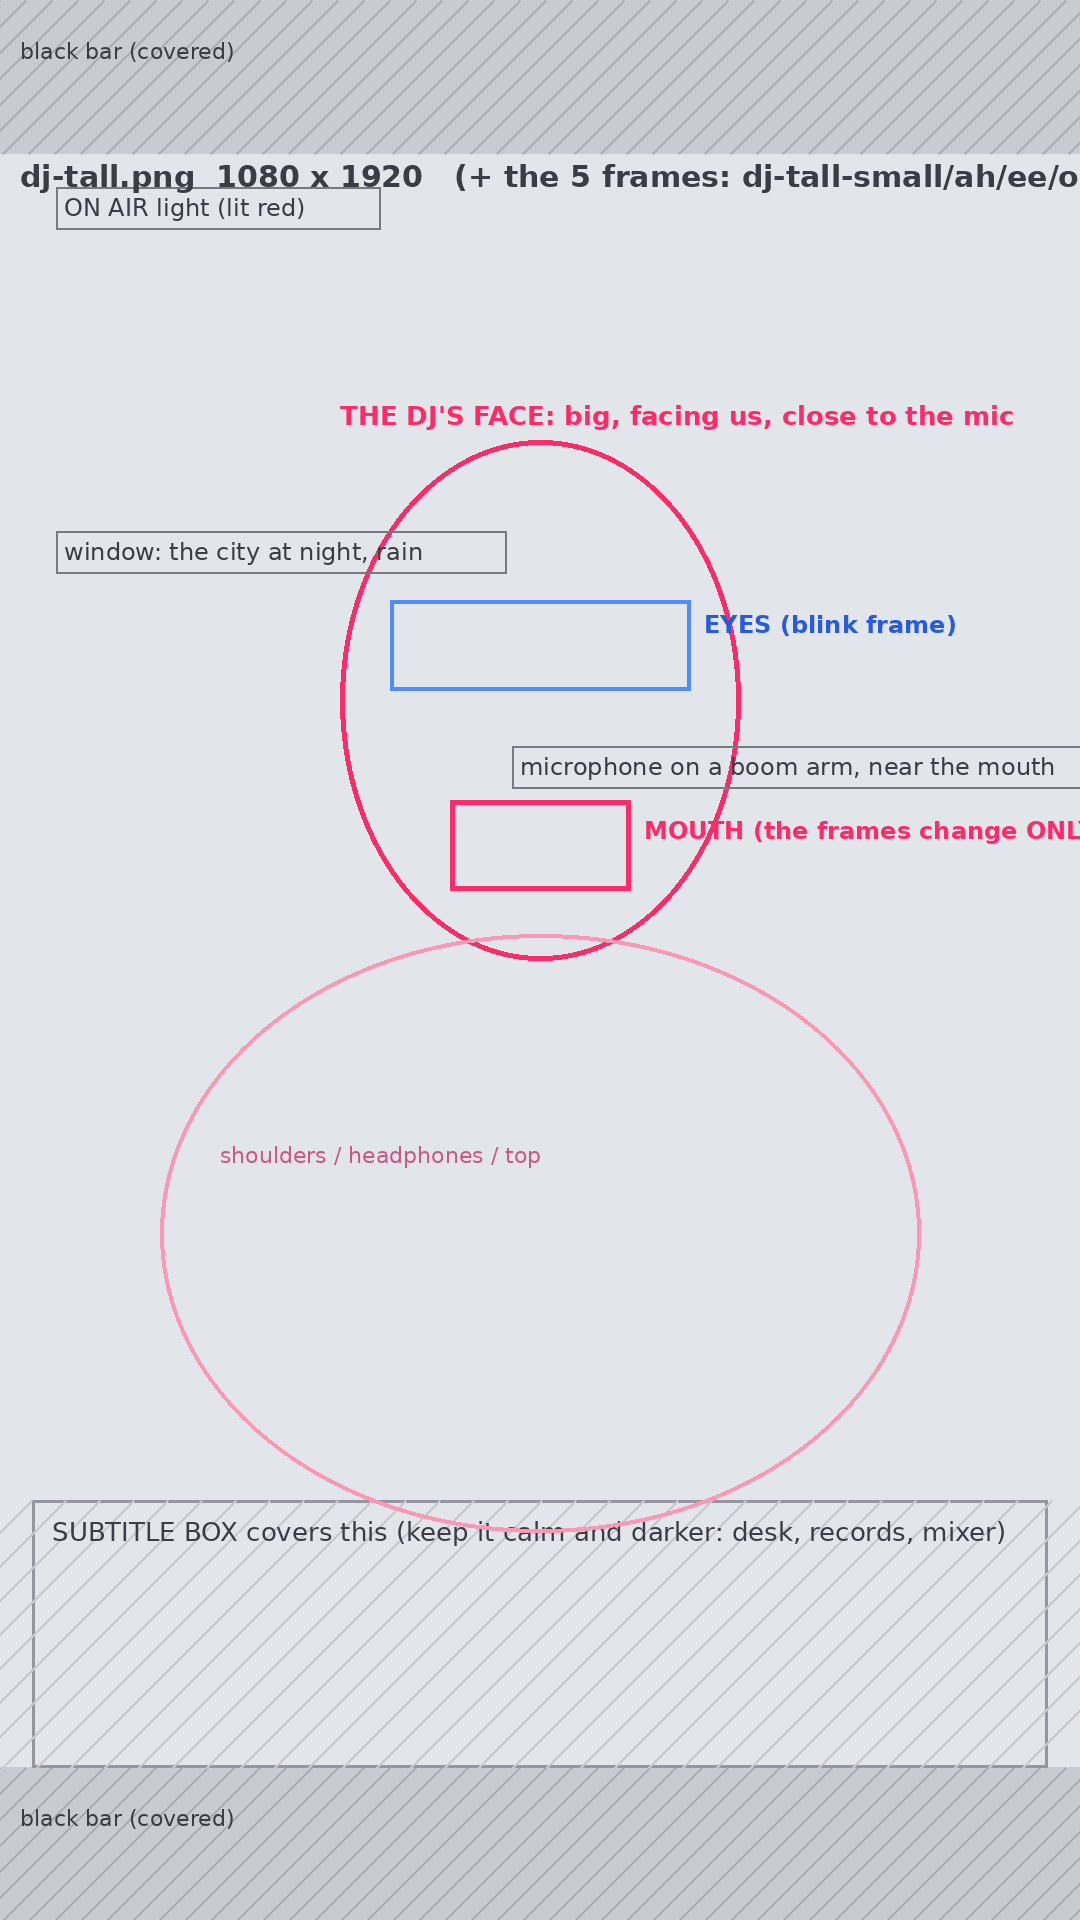 black bar (covered)
dj-tall.png 1080 x 1920 (+ the 5 frames: dj-tall-small/ah/ee/o
ON AIR light (lit red)
THE DJ'S FACE: big, facing us, close to the mic
window: the city at night, rain
EYES (blink frame)
microphone on a boom arm, near the mouth
MOUTH (the frames change ONLY
shoulders / headphones / top
SUBTITLE BOX covers this (keep it calm and darker: desk, records, mixer)
black bar (covered)